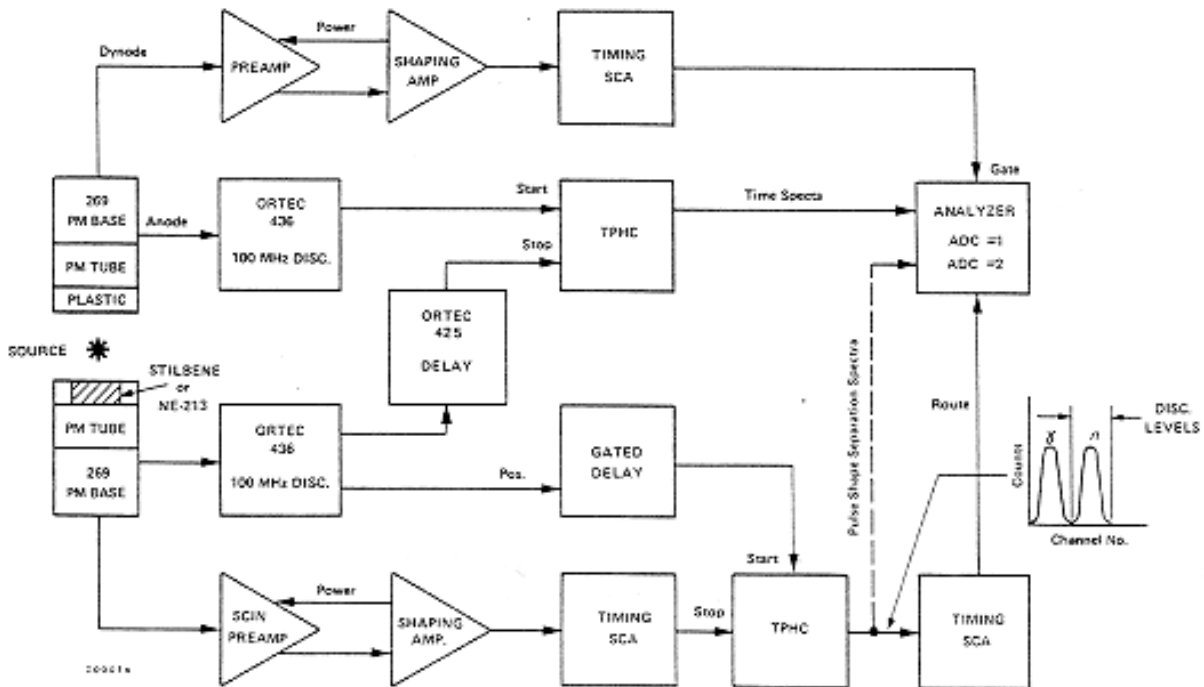 Dynode
Power
PREAMP
SHAPING
AMP
TIMING
SCA
Gate
269
PM BASE
PM TUBE
PLASTIC
Anode
ORTEC
436
100 MHz DISC.
Start
Stop
TPHC
Time Specta
ANALYZER
ADC =1
ADC =2
ORTEC
425
DELAY
SOURCE
STILBENE
or
NE-213
PM TUBE
269
PM BASE
ORTEC
436
100 MHz DISC.
Pos.
GATED
DELAY
Pulse Shape Separation Spectra
Route
Counts
γ
n
DISC.
LEVELS
Channel No.
Start
SCIN
PREAMP
Power
SHAPING
AMP.
TIMING
SCA
Stop
TPHC
TIMING
SCA